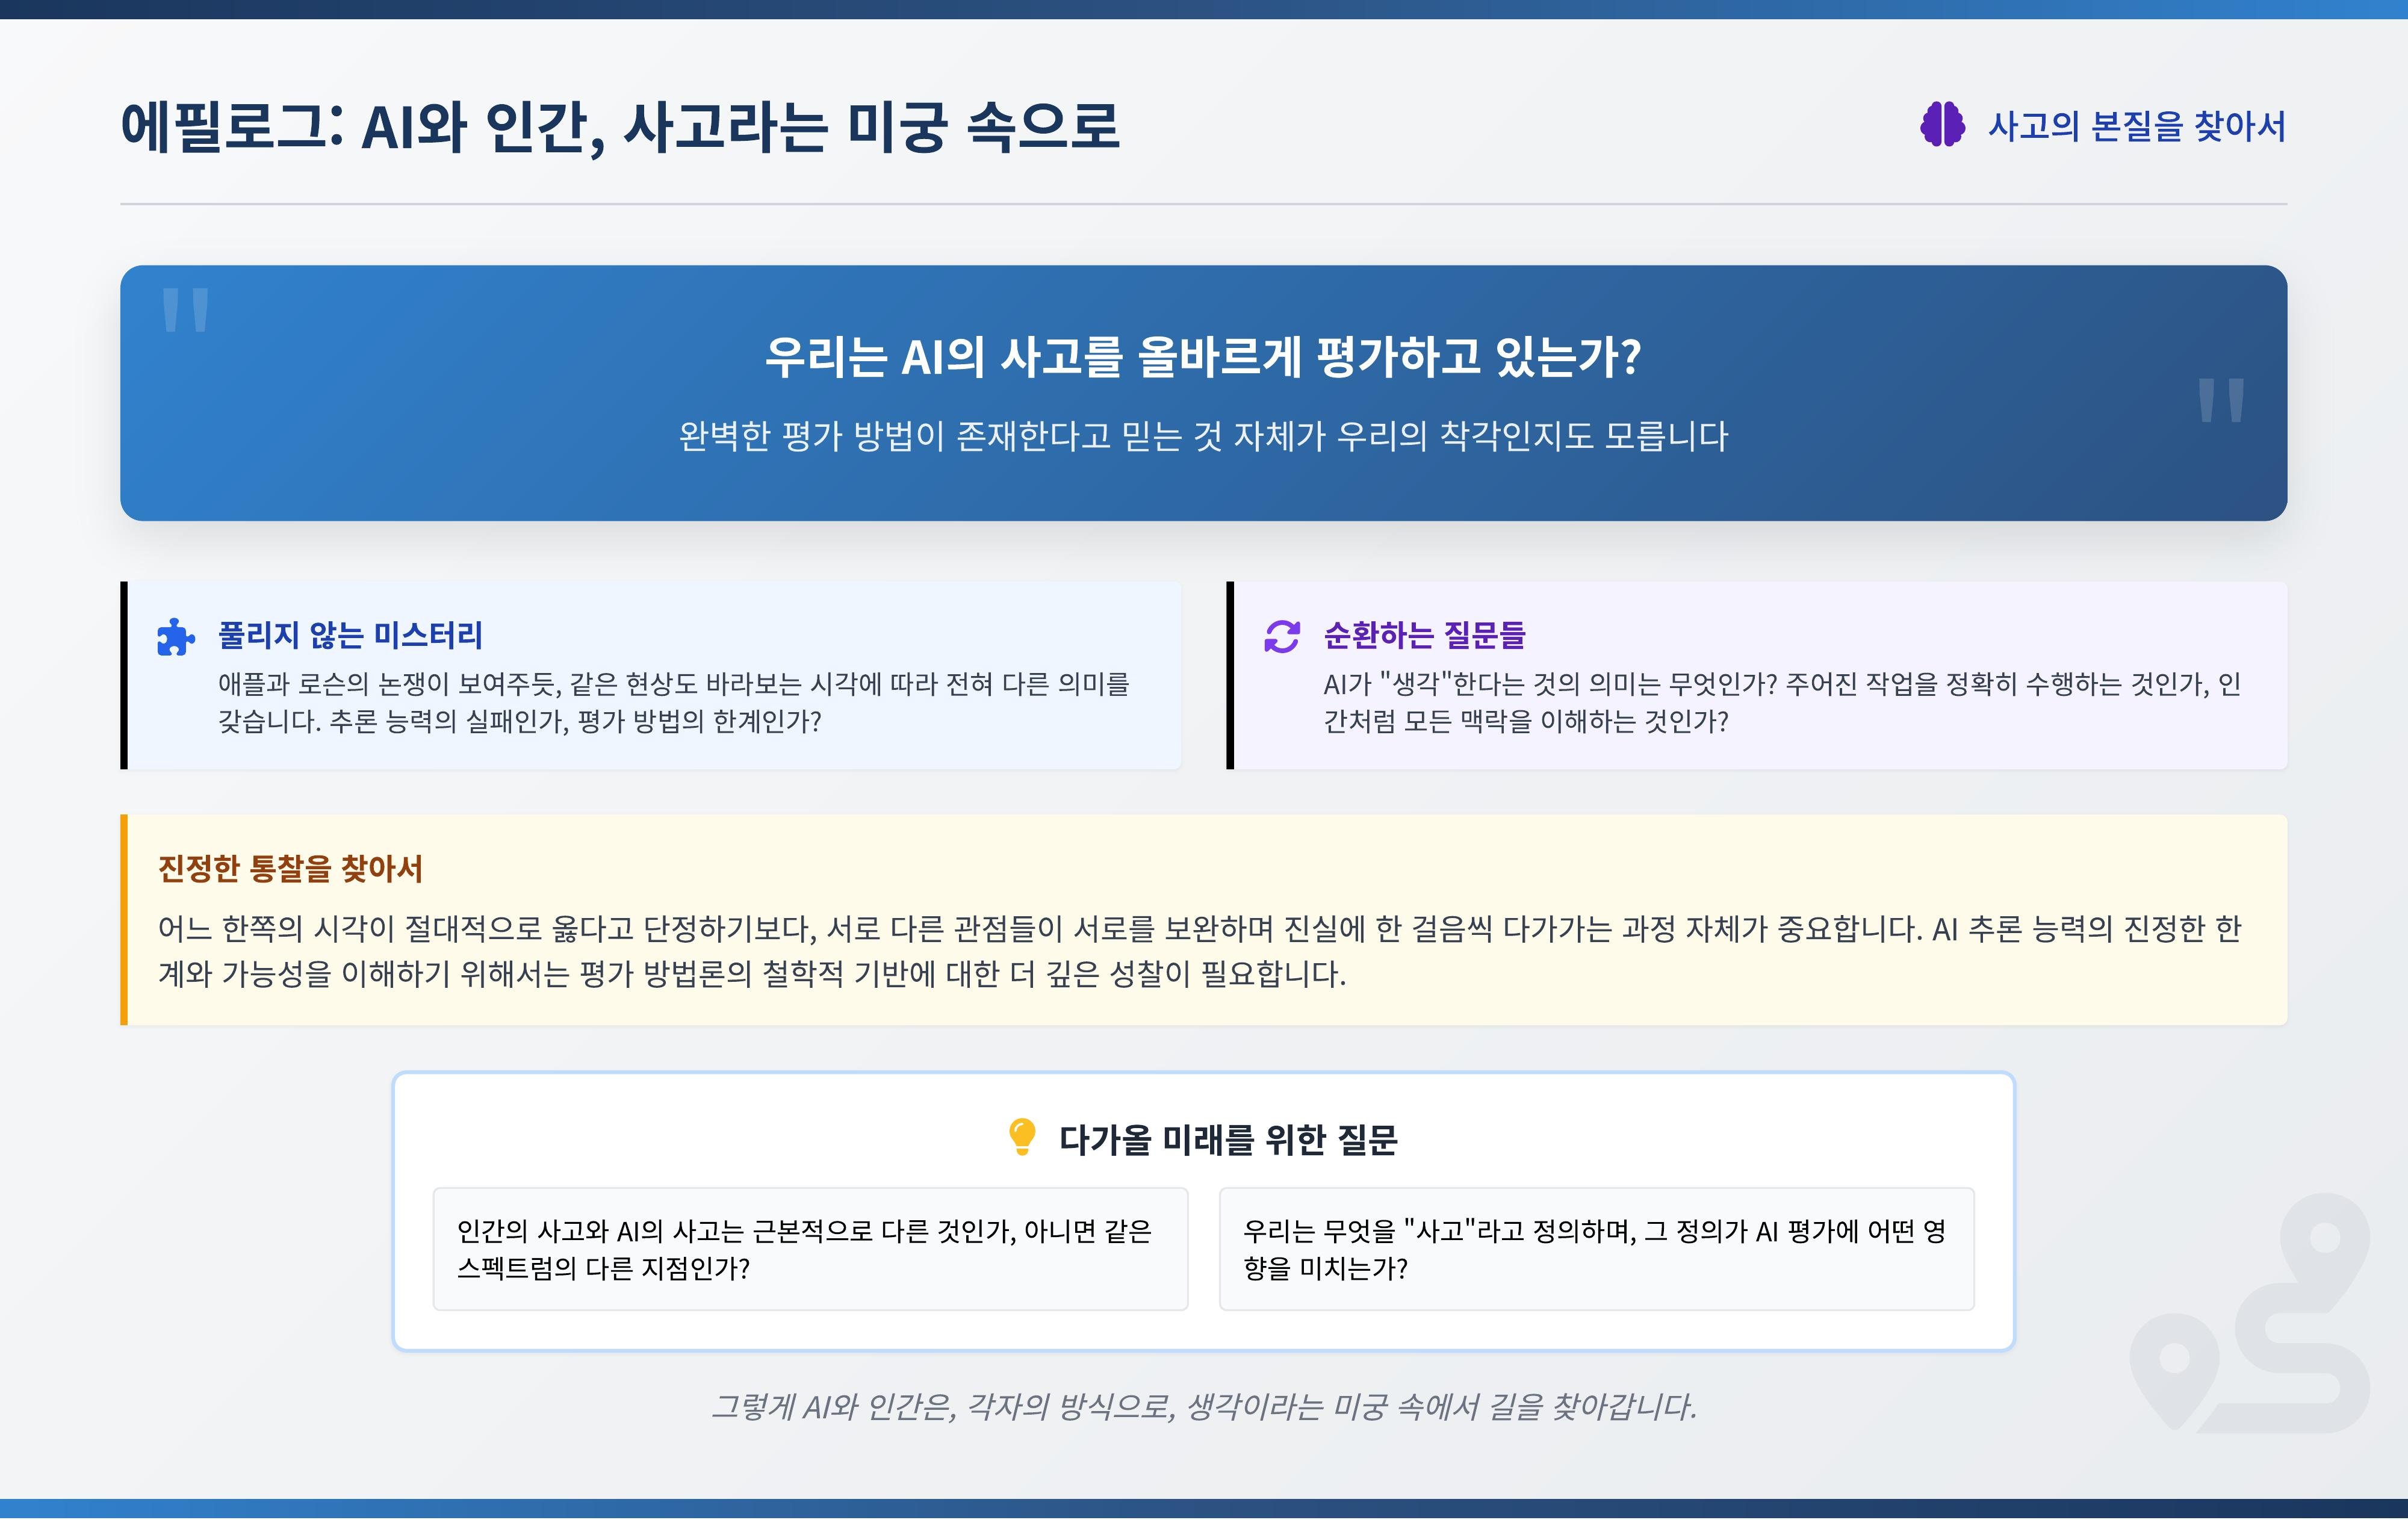 에필로그: AI와 인간, 사고라는 미궁 속으로
사고의 본질을 찾아서
"
우리는 AI의 사고를 올바르게 평가하고 있는가?
완벽한 평가 방법이 존재한다고 믿는 것 자체가 우리의 착각인지도 모릅니다
"
풀리지 않는 미스터리
애플과 로슨의 논쟁이 보여주듯, 같은 현상도 바라보는 시각에 따라 전혀 다른 의미를
갖습니다. 추론 능력의 실패인가, 평가 방법의 한계인가?
순환하는 질문들
AI가 "생각"한다는 것의 의미는 무엇인가? 주어진 작업을 정확히 수행하는 것인가, 인
간처럼 모든 맥락을 이해하는 것인가?
진정한 통찰을 찾아서
어느 한쪽의 시각이 절대적으로 옳다고 단정하기보다, 서로 다른 관점들이 서로를 보완하며 진실에 한 걸음씩 다가가는 과정 자체가 중요합니다. AI 추론 능력의 진정한 한
계와 가능성을 이해하기 위해서는 평가 방법론의 철학적 기반에 대한 더 깊은 성찰이 필요합니다.
다가올 미래를 위한 질문
인간의 사고와 AI의 사고는 근본적으로 다른 것인가, 아니면 같은
스펙트럼의 다른 지점인가?
우리는 무엇을 "사고"라고 정의하며, 그 정의가 AI 평가에 어떤 영
향을 미치는가?
그렇게 AI와 인간은, 각자의 방식으로, 생각이라는 미궁 속에서 길을 찾아갑니다.